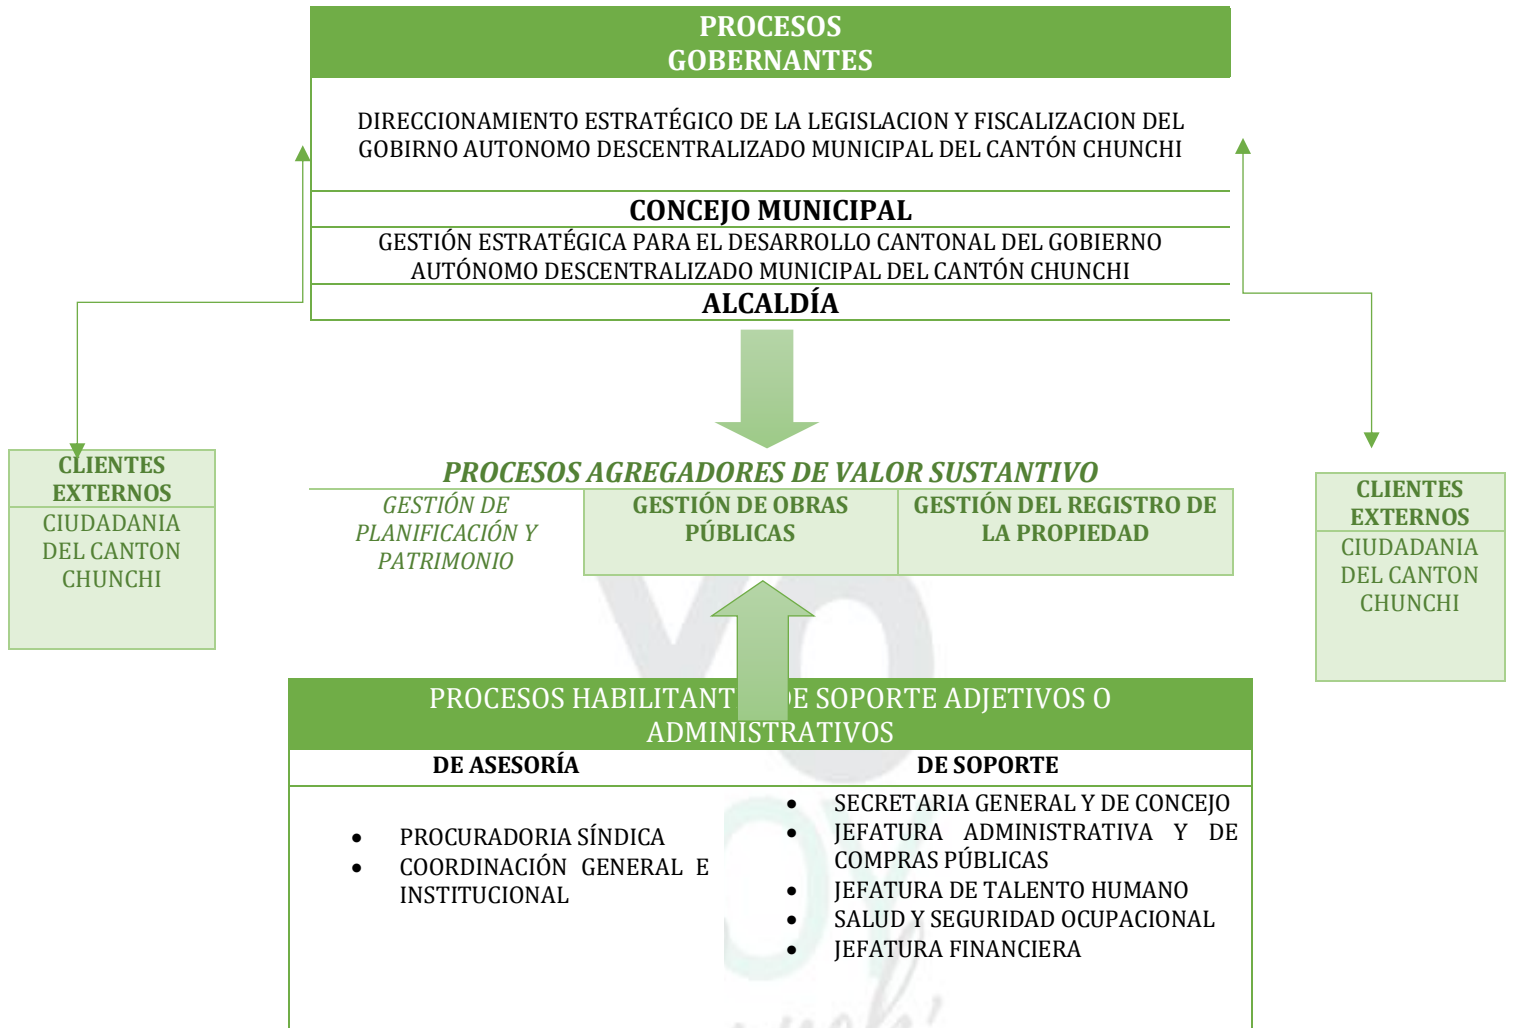 PROCESOS
GOBERNANTES
DIRECCIONAMIENTO ESTRATÉGICO DE LA LEGISLACION Y FISCALIZACION DEL
GOBIRNO AUTONOMO DESCENTRALIZADO MUNICIPAL DEL CANTÓN CHUNCHI
CONCEJO MUNICIPAL
GESTIÓN ESTRATÉGICA PARA EL DESARROLLO CANTONAL DEL GOBIERNO
AUTÓNOMO DESCENTRALIZADO MUNICIPAL DEL CANTÓN CHUNCHI
ALCALDÍA
CLIENTES
EXTERNOS
CIUDADANIA
DEL CANTON
CHUNCHI
PROCESOS AGREGADORES DE VALOR SUSTANTIVO
GESTIÓN DE
PLANIFICACIÓN Y
PATRIMONIO
GESTIÓN DE OBRAS
PÚBLICAS
GESTIÓN DEL REGISTRO DE
LA PROPIEDAD
CLIENTES
EXTERNOS
CIUDADANIA
DEL CANTON
CHUNCHI
PROCESOS HABILITANT DE SOPORTE ADJETIVOS O
ADMINISTRATIVOS
DE ASESORÍA
• PROCURADORIA SÍNDICA
• COORDINACIÓN GENERAL E
INSTITUCIONAL
DE SOPORTE
• SECRETARIA GENERAL Y DE CONCEJO
• JEFATURA ADMINISTRATIVA Y DE
COMPRAS PÚBLICAS
• JEFATURA DE TALENTO HUMANO
• SALUD Y SEGURIDAD OCUPACIONAL
• JEFATURA FINANCIERA